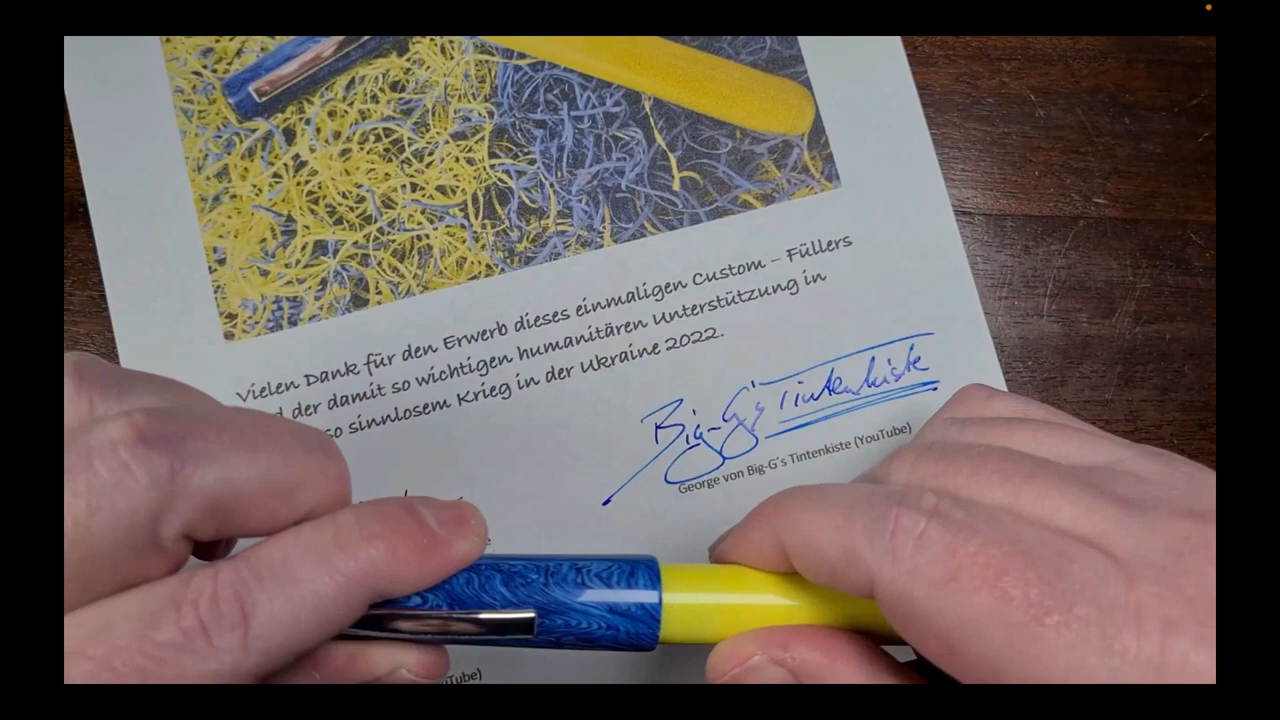 Vielen Dank für den Erwerb dieses einmaligen Custom – Füllers
der damit so wichtigen humanitären Unterstützung in
so sinnlosem Krieg in der Ukraine 2022.
Big-G's Tintenkiste
George von Big-G´s Tintenkiste (YouTube)